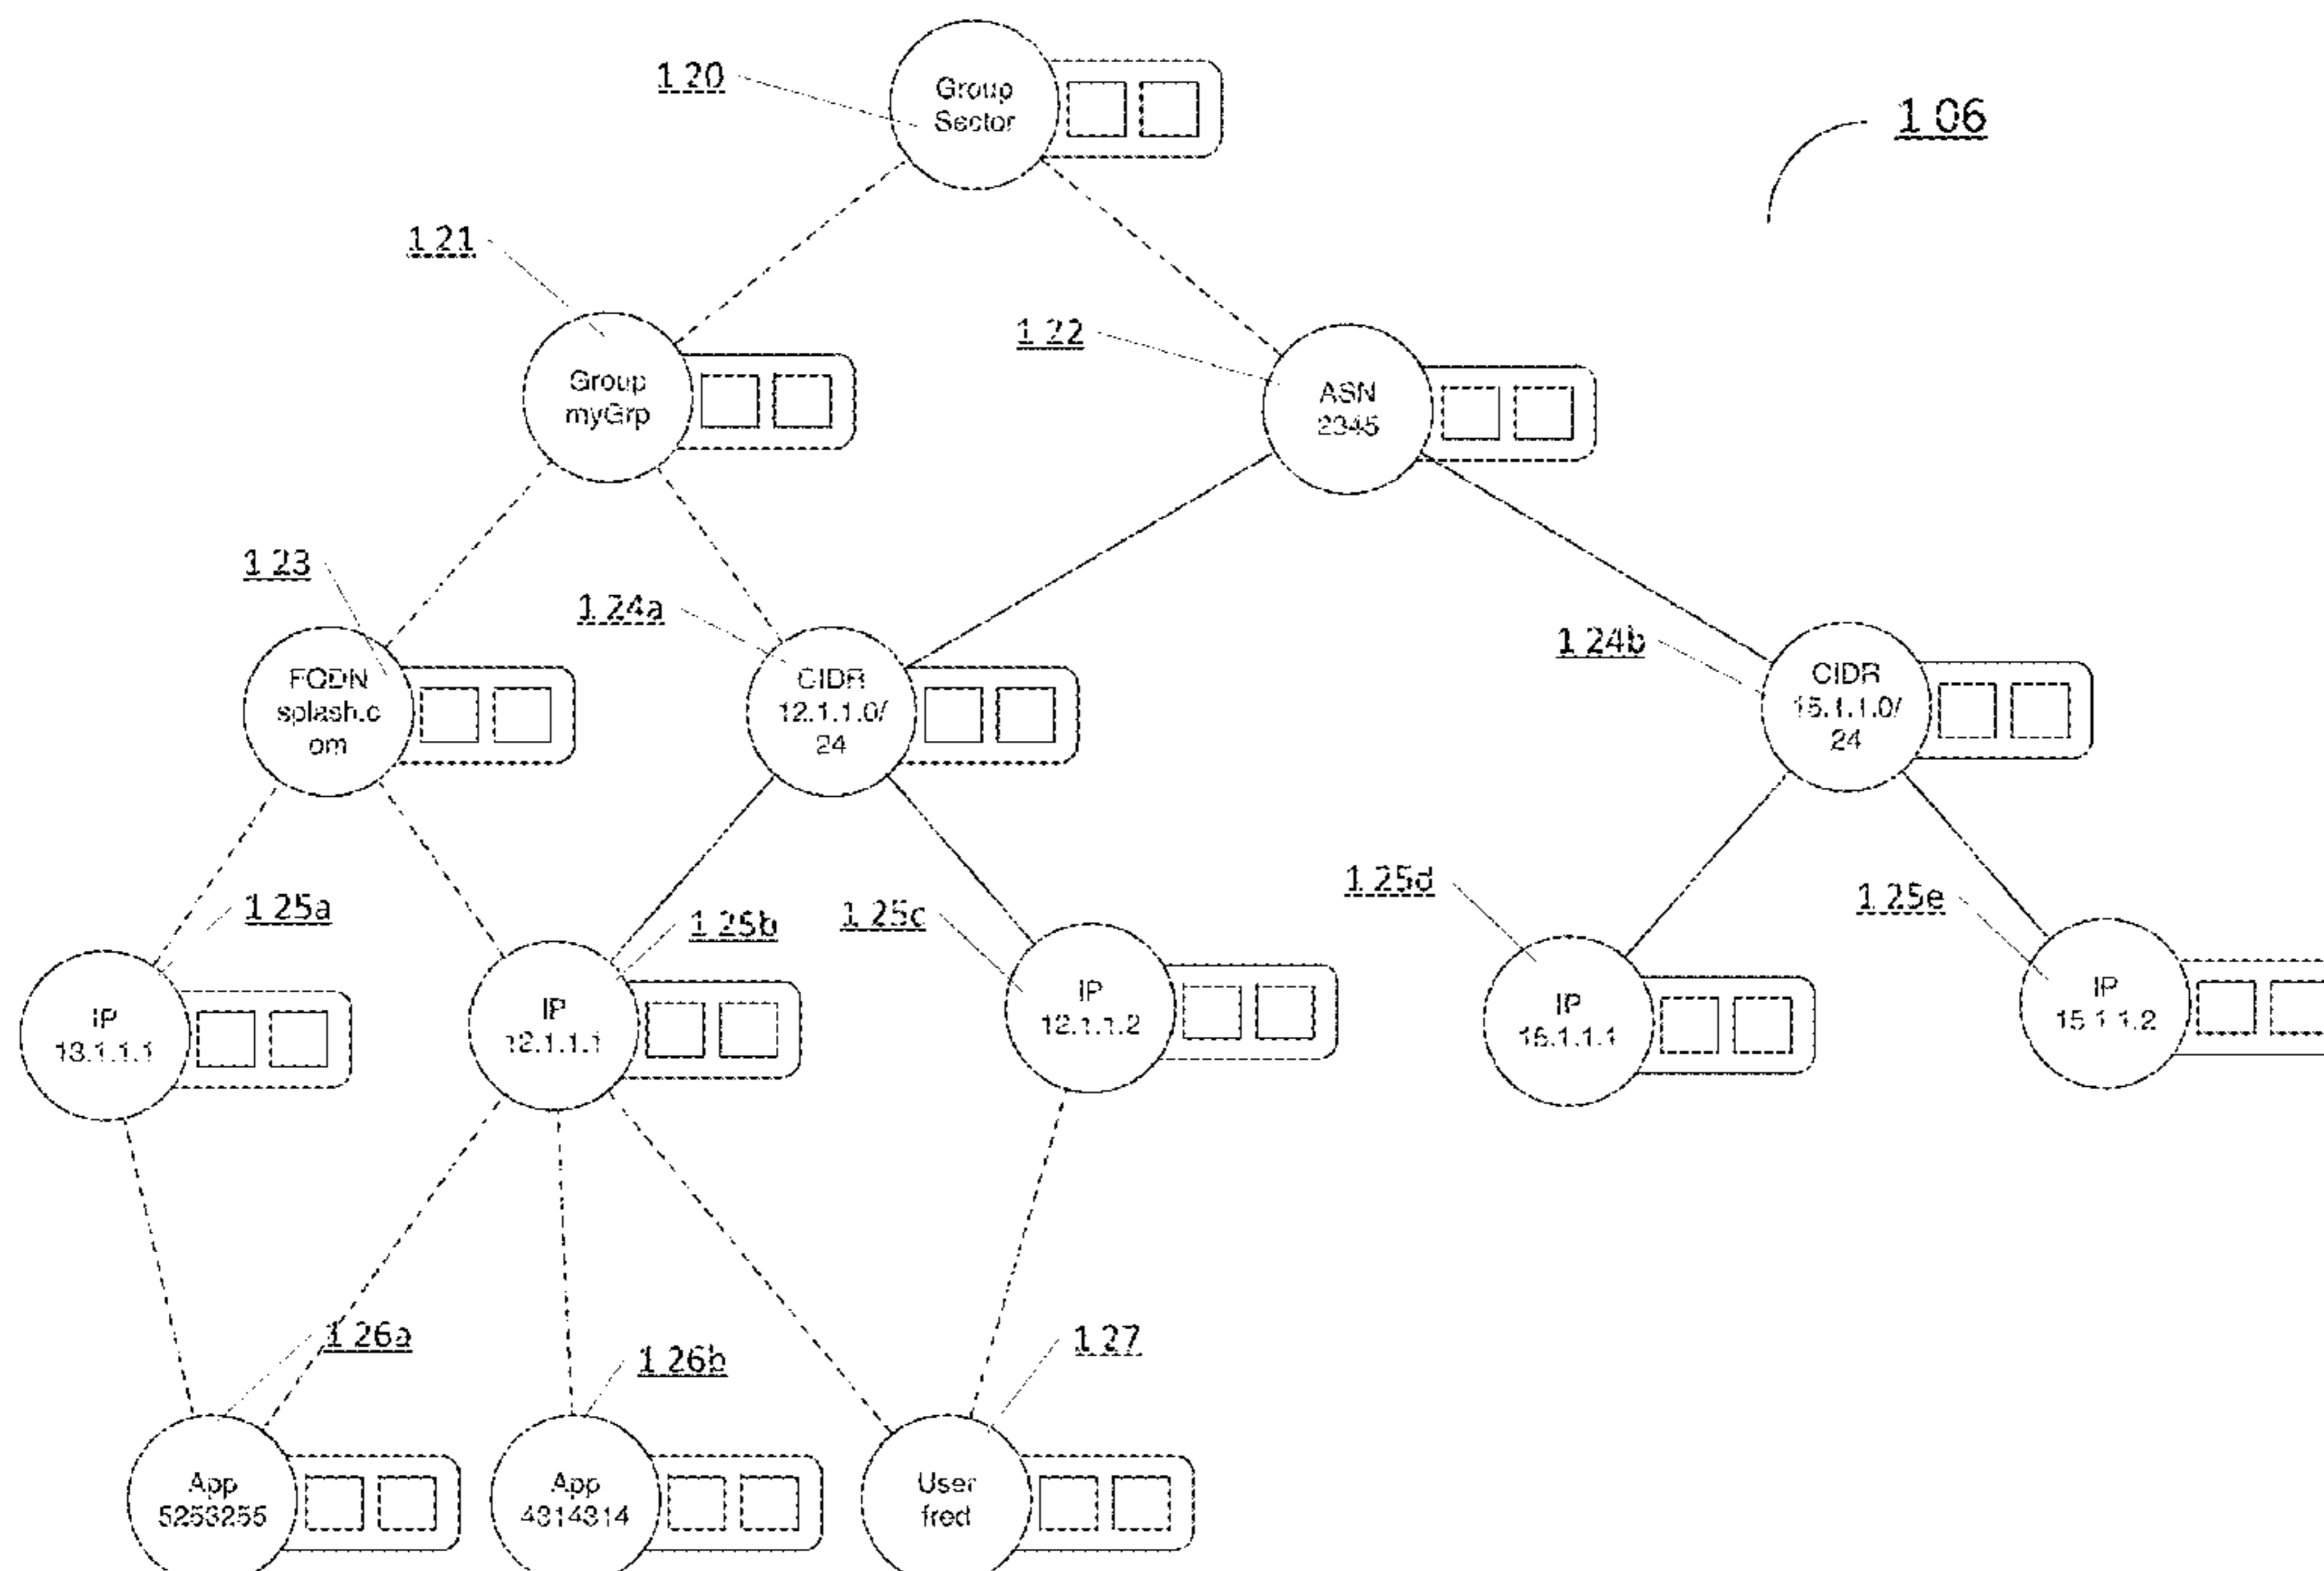 120
Group
Sector
106
121
Group
myGrp
122
ASN
2345
123
FQDN
splash.c
om
124a
CIDR
12.1.1.0/
24
124b
CIDR
15.1.1.0/
24
125a
IP
13.1.1.1
125b
IP
12.1.1.1
125c
IP
12.1.1.2
125d
IP
15.1.1.1
125e
IP
15.1.1.2
126a
App
5253255
126b
App
4314314
127
User
fred